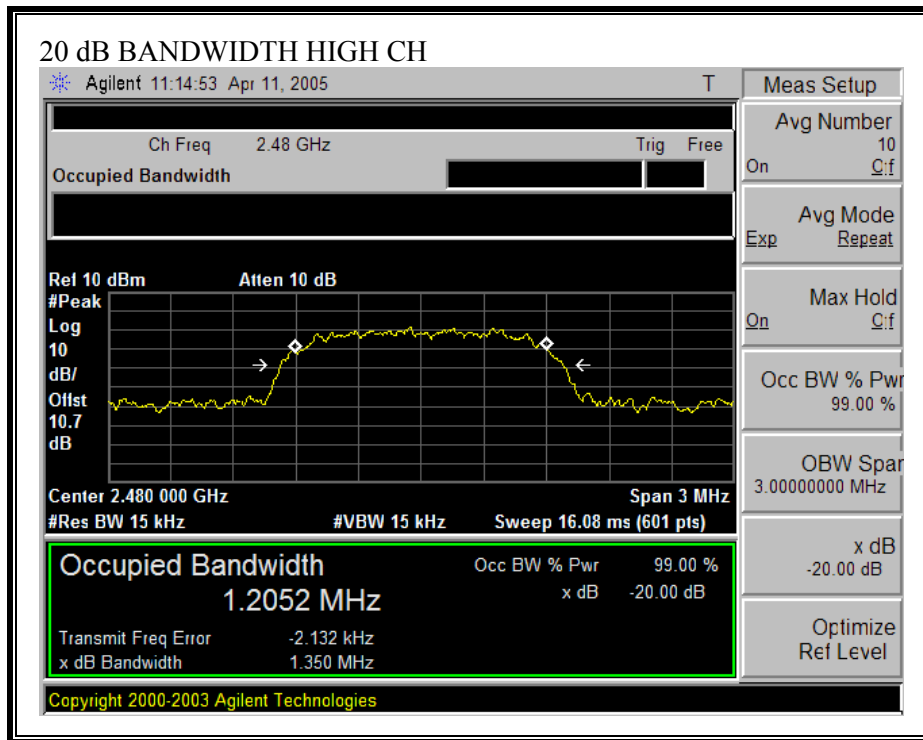 20 dB BANDWIDTH HIGH CH
Agilent 11:14:53 Apr 11, 2005 T
Ch Freq 2.48 GHz Trig Free
Occupied Bandwidth
Ref 10 dBm Atten 10 dB
#Peak
Log
10
dB/
Offst
10.7
dB
Center 2.480 000 GHz Span 3 MHz
#Res BW 15 kHz #VBW 15 kHz Sweep 16.08 ms (601 pts)
Occupied Bandwidth
1.2052 MHz
Occ BW % Pwr 99.00 %
x dB -20.00 dB
Transmit Freq Error -2.132 kHz
x dB Bandwidth 1.350 MHz
Copyright 2000-2003 Agilent Technologies
Meas Setup
Avg Number
10
On
Avg Mode
Exp Repeat
Max Hold
On
Occ BW % Pwr
99.00 %
OBW Span
3.00000000 MHz
x dB
-20.00 dB
Optimize
Ref Level